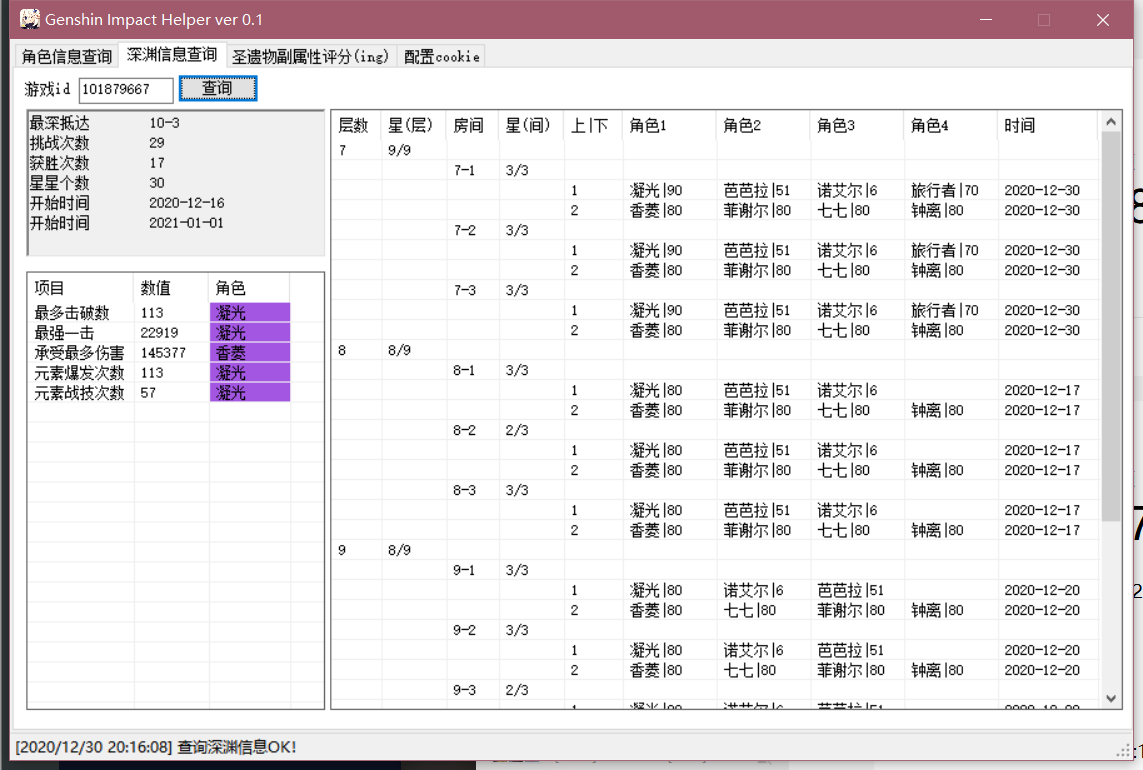 Genshin Impact Helper ver 0.1
角色信息查询 深渊信息查询 圣遗物副属性评分(ing) 配置cookie
游戏id 101879667 查询
最深抵达 10-3
挑战次数 29
获胜次数 17
星星个数 30
开始时间 2020-12-16
开始时间 2021-01-01
项目 数值 角色
最多击破数 113 凝光
最强一击 22919 凝光
承受最多伤害 145377 香菱
元素爆发次数 113 凝光
元素战技次数 57 凝光
层数 星(层) 房间 星(间) 上|下 角色1 角色2 角色3 角色4 时间
7 9/9
7-1 3/3
1 凝光|90 芭芭拉|51 诺艾尔|6 旅行者|70 2020-12-30
2 香菱|80 菲谢尔|80 七七|80 钟离|80 2020-12-30
7-2 3/3
1 凝光|90 芭芭拉|51 诺艾尔|6 旅行者|70 2020-12-30
2 香菱|80 菲谢尔|80 七七|80 钟离|80 2020-12-30
7-3 3/3
1 凝光|90 芭芭拉|51 诺艾尔|6 旅行者|70 2020-12-30
2 香菱|80 菲谢尔|80 七七|80 钟离|80 2020-12-30
8 8/9
8-1 3/3
1 凝光|80 芭芭拉|51 诺艾尔|6 2020-12-17
2 香菱|80 菲谢尔|80 七七|80 钟离|80 2020-12-17
8-2 2/3
1 凝光|80 芭芭拉|51 诺艾尔|6 2020-12-17
2 香菱|80 菲谢尔|80 七七|80 钟离|80 2020-12-17
8-3 3/3
1 凝光|80 芭芭拉|51 诺艾尔|6 2020-12-17
2 香菱|80 菲谢尔|80 七七|80 钟离|80 2020-12-17
9 8/9
9-1 3/3
1 凝光|80 诺艾尔|6 芭芭拉|51 2020-12-20
2 香菱|80 七七|80 菲谢尔|80 钟离|80 2020-12-20
9-2 3/3
1 凝光|80 诺艾尔|6 芭芭拉|51 2020-12-20
2 香菱|80 七七|80 菲谢尔|80 钟离|80 2020-12-20
9-3 2/3
[2020/12/30 20:16:08] 查询深渊信息OK!